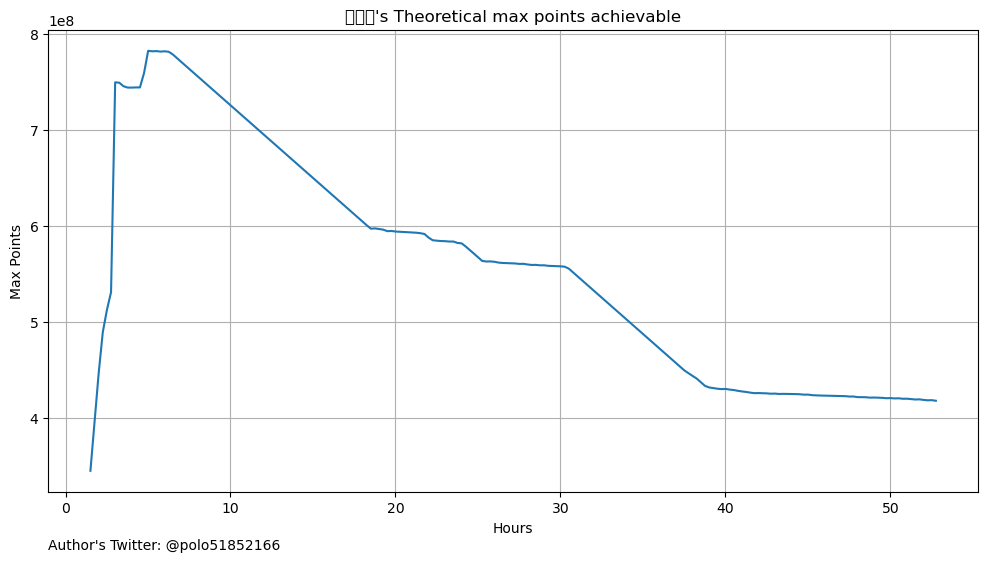 's Theoretical max points achievable
1e8
8
7
6
5
4
Max Points
0 10 20 30 40 50
Hours
Author's Twitter: @polo51852166